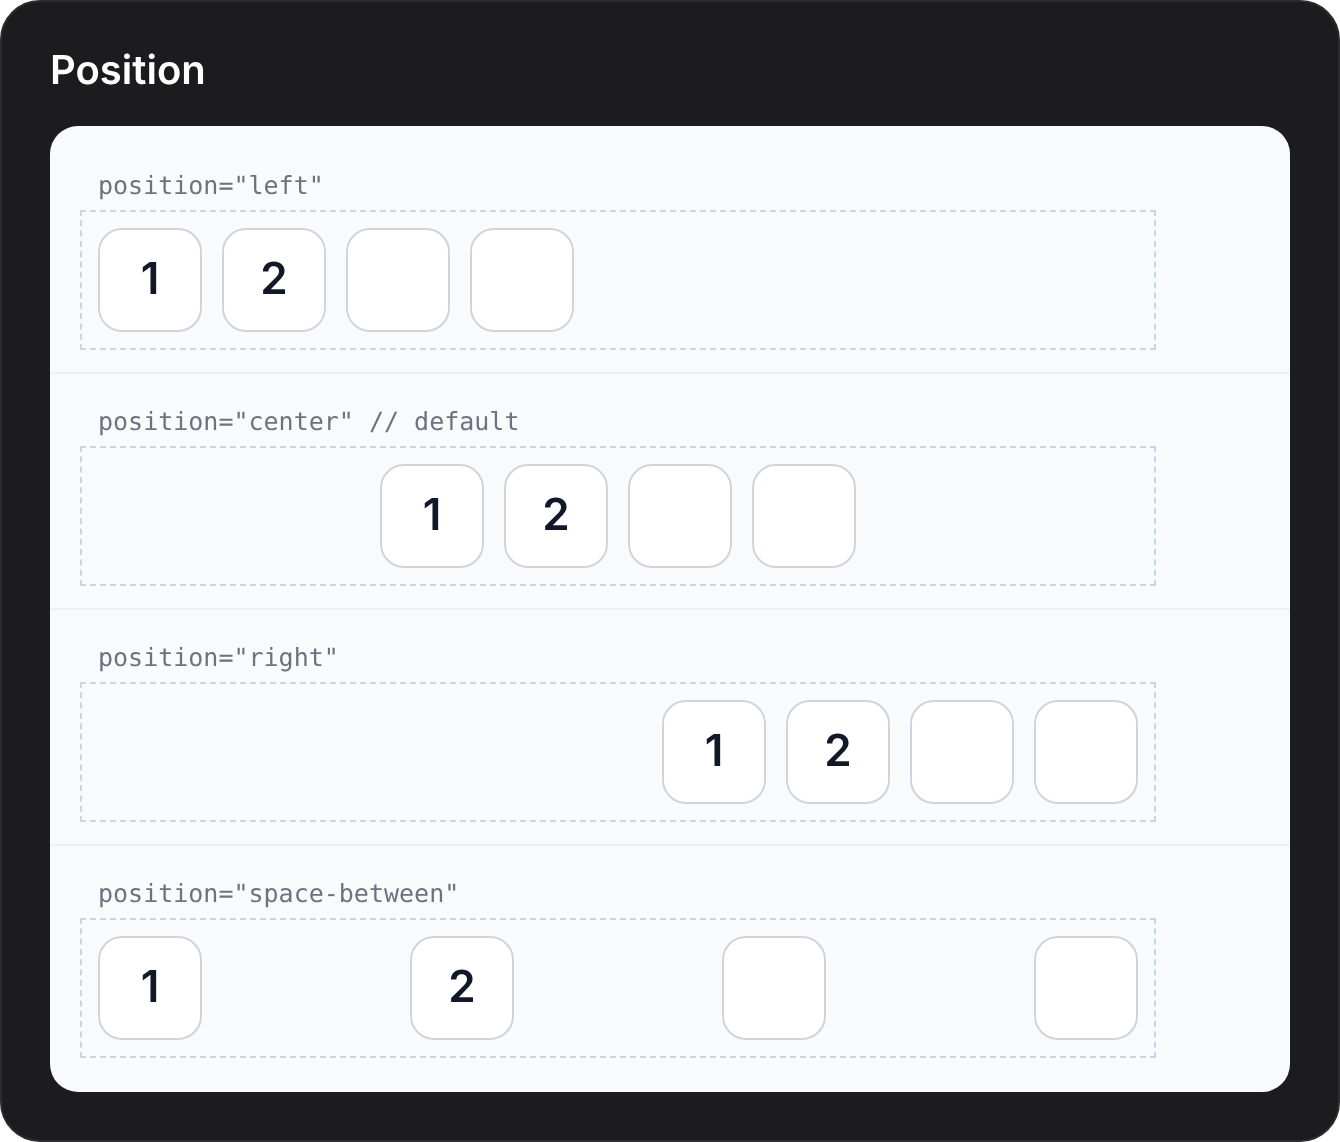 Position
position="left"
1 2
position="center" // default
1 2
position="right"
1 2
position="space-between"
1 2